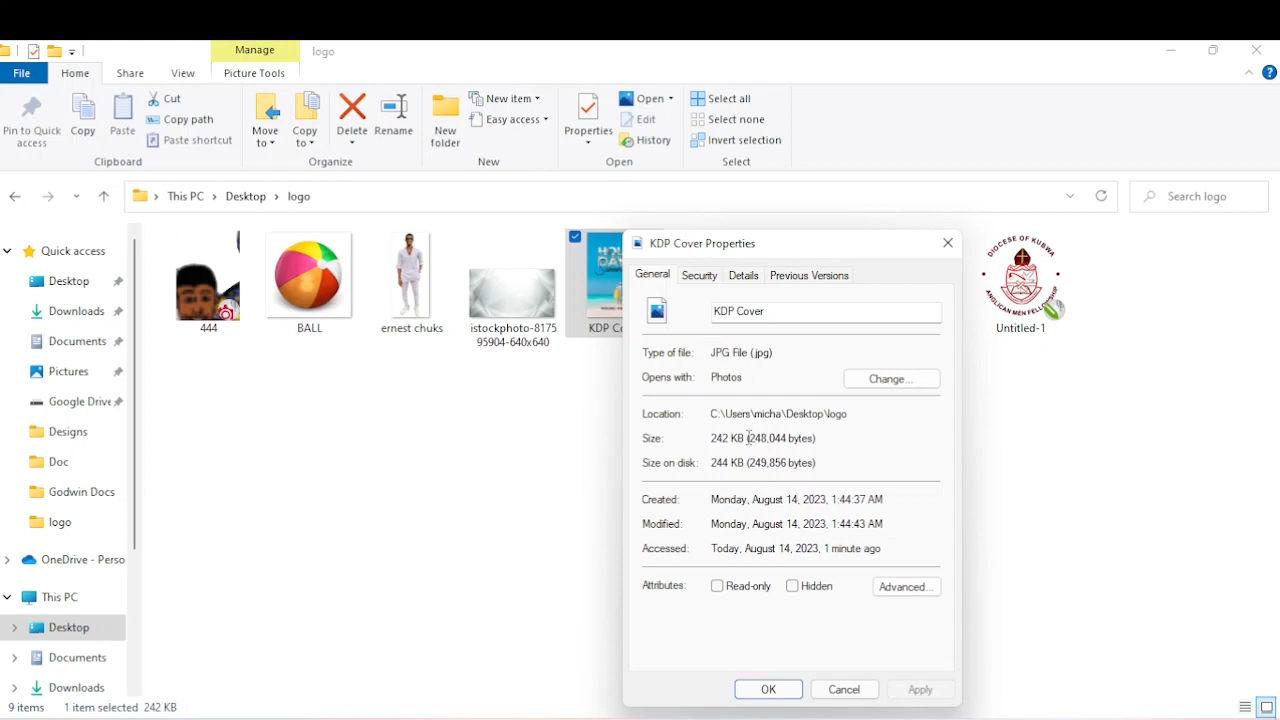 Manage
logo
File
Home
Share
View
Picture Tools
Pin to Quick access
Copy
Paste
Cut
Copy path
Paste shortcut
Clipboard
Move to
Copy to
Delete
Rename
Organize
New folder
New item
Easy access
New
Properties
Open
Edit
History
Open
Select all
Select none
Invert selection
Select
This PC > Desktop > logo
Search logo
Quick access
Desktop
Downloads
Documents
Pictures
Google Drive
Designs
Doc
Godwin Docs
logo
OneDrive - Perso
This PC
Desktop
Documents
Downloads
444
BALL
ernest chuks
istockphoto-8175
95904-640x640
KDP Co
DIOCESE OF KUBWA
ANGLICAN MEN FELLOWSHIP
Untitled-1
KDP Cover Properties
General
Security
Details
Previous Versions
KDP Cover
Type of file: JPG File (.jpg)
Opens with: Photos
Change...
Location: C:\Users\micha\Desktop\logo
Size: 242 KB (248,044 bytes)
Size on disk: 244 KB (249,856 bytes)
Created: Monday, August 14, 2023, 1:44:37 AM
Modified: Monday, August 14, 2023, 1:44:43 AM
Accessed: Today, August 14, 2023, 1 minute ago
Attributes: Read-only Hidden
Advanced...
OK
Cancel
Apply
9 items 1 item selected 242 KB